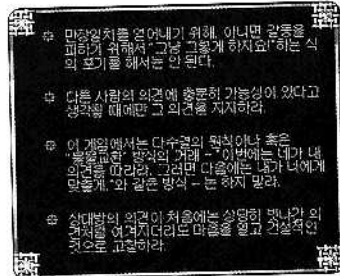 만장일치를 얻어내기 위해, 아니면 갈등을
피하기 위해서 "그냥 그렇게 하지요!"하는 식
의 포기를 해서는 안 된다.
다른 사람의 의견에 충분히 가능성이 있다고
생각될 때에만 그 의견을 지지하라.
이 게임에서는 다수결의 원칙이나 혹은
"물물교환" 방식의 거래 -- "이번에는 네가 내
의견을 따라라. 그러면 다음에는 내가 너에게
맞출게."와 같은 방식 -- 는 하지 말라.
상대방의 의견이 처음에는 상당히 빗나간 의
견처럼 여겨지더라도 마음을 열고 건설적인
것으로 고찰하라.